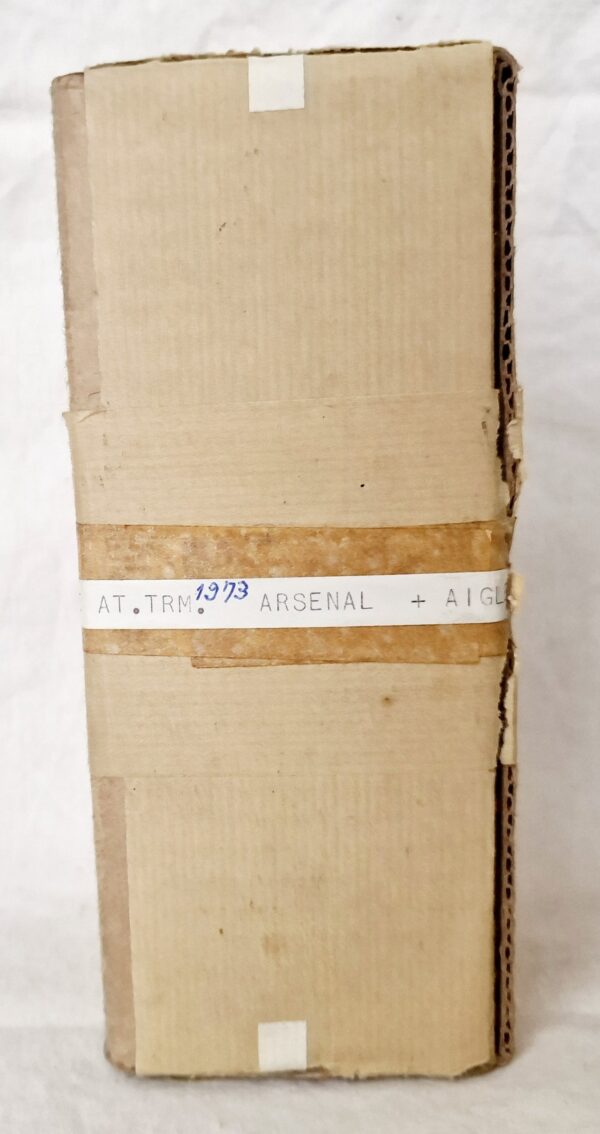 AT.TRM. 1973 ARSENAL + AIGL